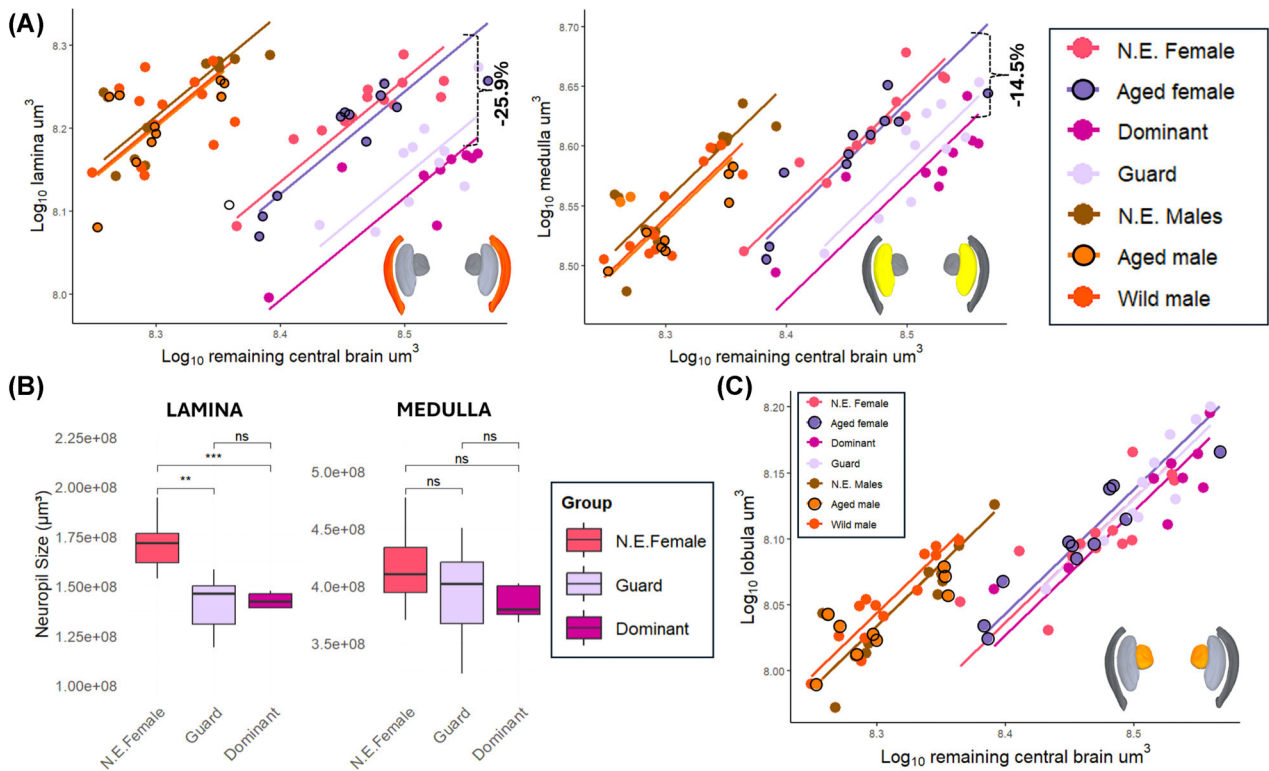 (A)
8.3
8.2
8.1
8.0
Log₁₀ lamina um³
-25.9%
8.3
8.4
8.5
Log₁₀ remaining central brain um³
8.70
8.65
8.60
8.55
8.50
Log₁₀ medulla um³
-14.5%
8.3
8.4
8.5
Log₁₀ remaining central brain um³
N.E. Female
Aged female
Dominant
Guard
N.E. Males
Aged male
Wild male
(B)
LAMINA
MEDULLA
2.25e+08
2.00e+08
1.75e+08
1.50e+08
1.25e+08
1.00e+08
Neuropil Size (µm³)
ns
***
**
N.E.Female
Guard
Dominant
5.0e+08
4.5e+08
4.0e+08
3.5e+08
ns
ns
ns
N.E.Female
Guard
Dominant
Group
N.E.Female
Guard
Dominant
(C)
N.E. Female
Aged female
Dominant
Guard
N.E. Males
Aged male
Wild male
8.20
8.15
8.10
8.05
8.00
Log₁₀ lobula um³
8.3
8.4
8.5
Log₁₀ remaining central brain um³